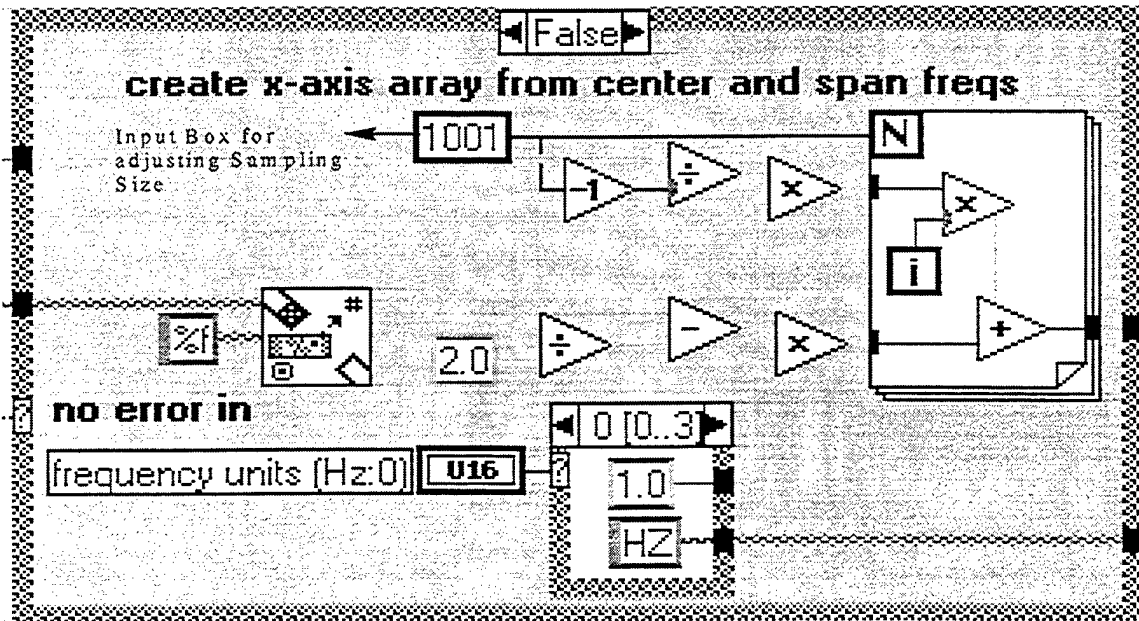 False
create x-axis array from center and span freqs
Input Box for
adjusting Sampling
Size
1001
N
-1
÷
x
x
i
%f
#
2.0
÷
-
x
+
no error in
?
0 [0..3]
frequency units (Hz:0)
U16
?
1.0
HZ